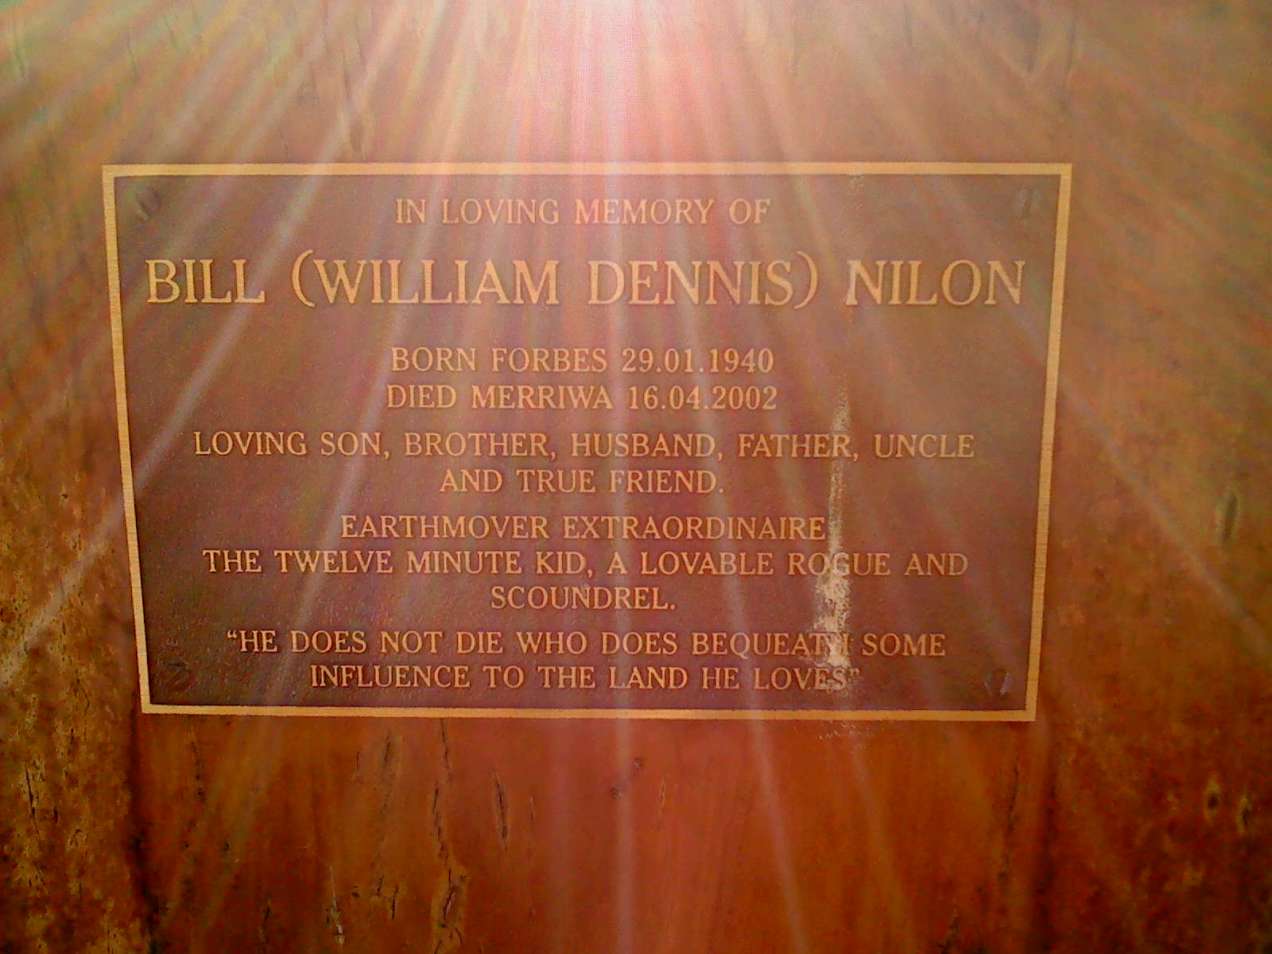 IN LOVING MEMORY OF
BILL (WILLIAM DENNIS) NILON
BORN FORBES 29.01.1940
DIED MERRIWA 16.04.2002
LOVING SON, BROTHER, HUSBAND, FATHER, UNCLE
AND TRUE FRIEND.
EARTHMOVER EXTRAORDINAIRE
THE TWELVE MINUTE KID, A LOVABLE ROGUE AND
SCOUNDREL.
“HE DOES NOT DIE WHO DOES BEQUEATH SOME
INFLUENCE TO THE LAND HE LOVES”